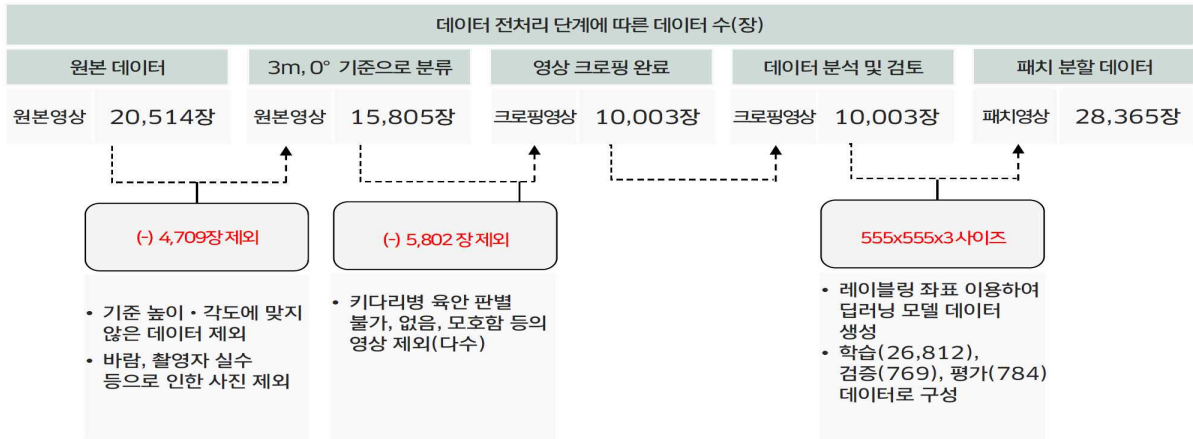 데이터 전처리 단계에 따른 데이터 수(장)
원본 데이터
3m, 0° 기준으로 분류
영상 크로핑 완료
데이터 분석 및 검토
패치 분할 데이터
원본영상 20,514장
원본영상 15,805장
크로핑영상 10,003장
크로핑영상 10,003장
패치영상 28,365장
(-) 4,709장 제외
(-) 5,802 장 제외
555x555x3 사이즈
• 기준 높이・각도에 맞지
않은 데이터 제외
• 바람, 촬영자 실수
등으로 인한 사진 제외
• 키다리병 육안 판별
불가, 없음, 모호함 등의
영상 제외(다수)
• 레이블링 좌표 이용하여
딥러닝 모델 데이터
생성
• 학습(26,812),
검증(769), 평가(784)
데이터로 구성